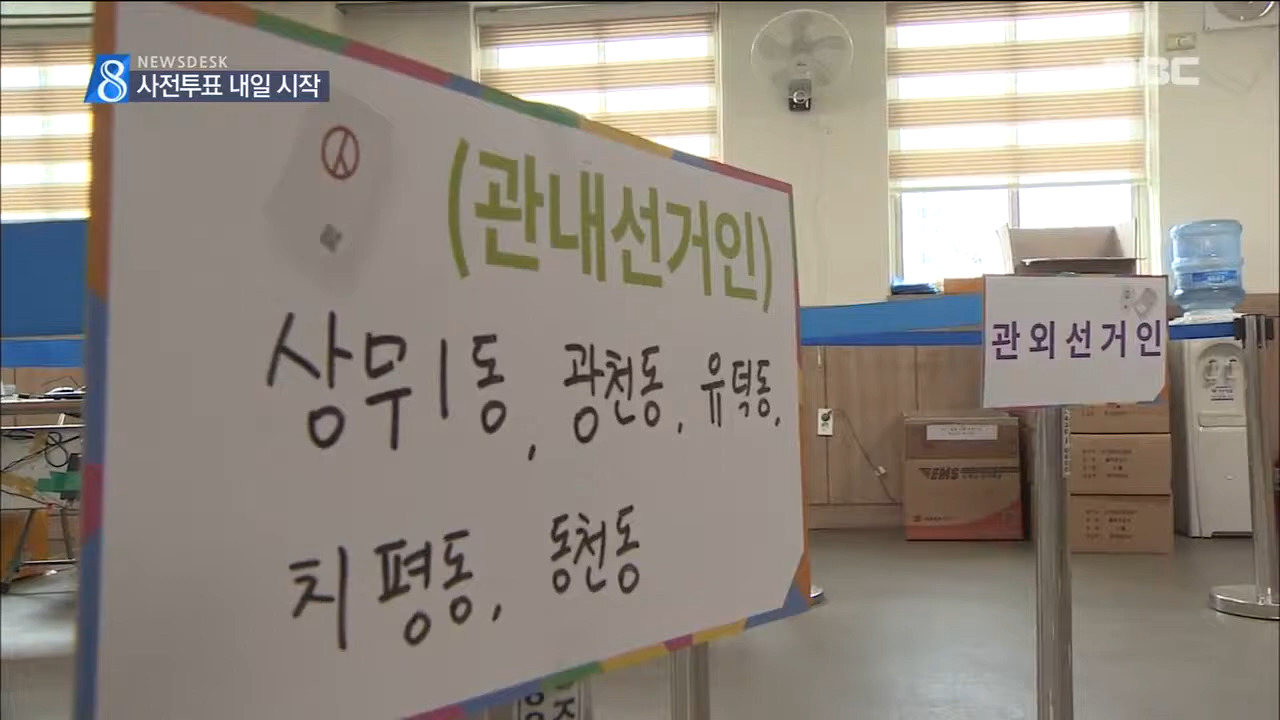 NEWSDESK
8 사전투표 내일 시작
MBC
(관내선거인)
상무1동, 광천동, 유덕동,
치평동, 동천동
관외선거인
EMS